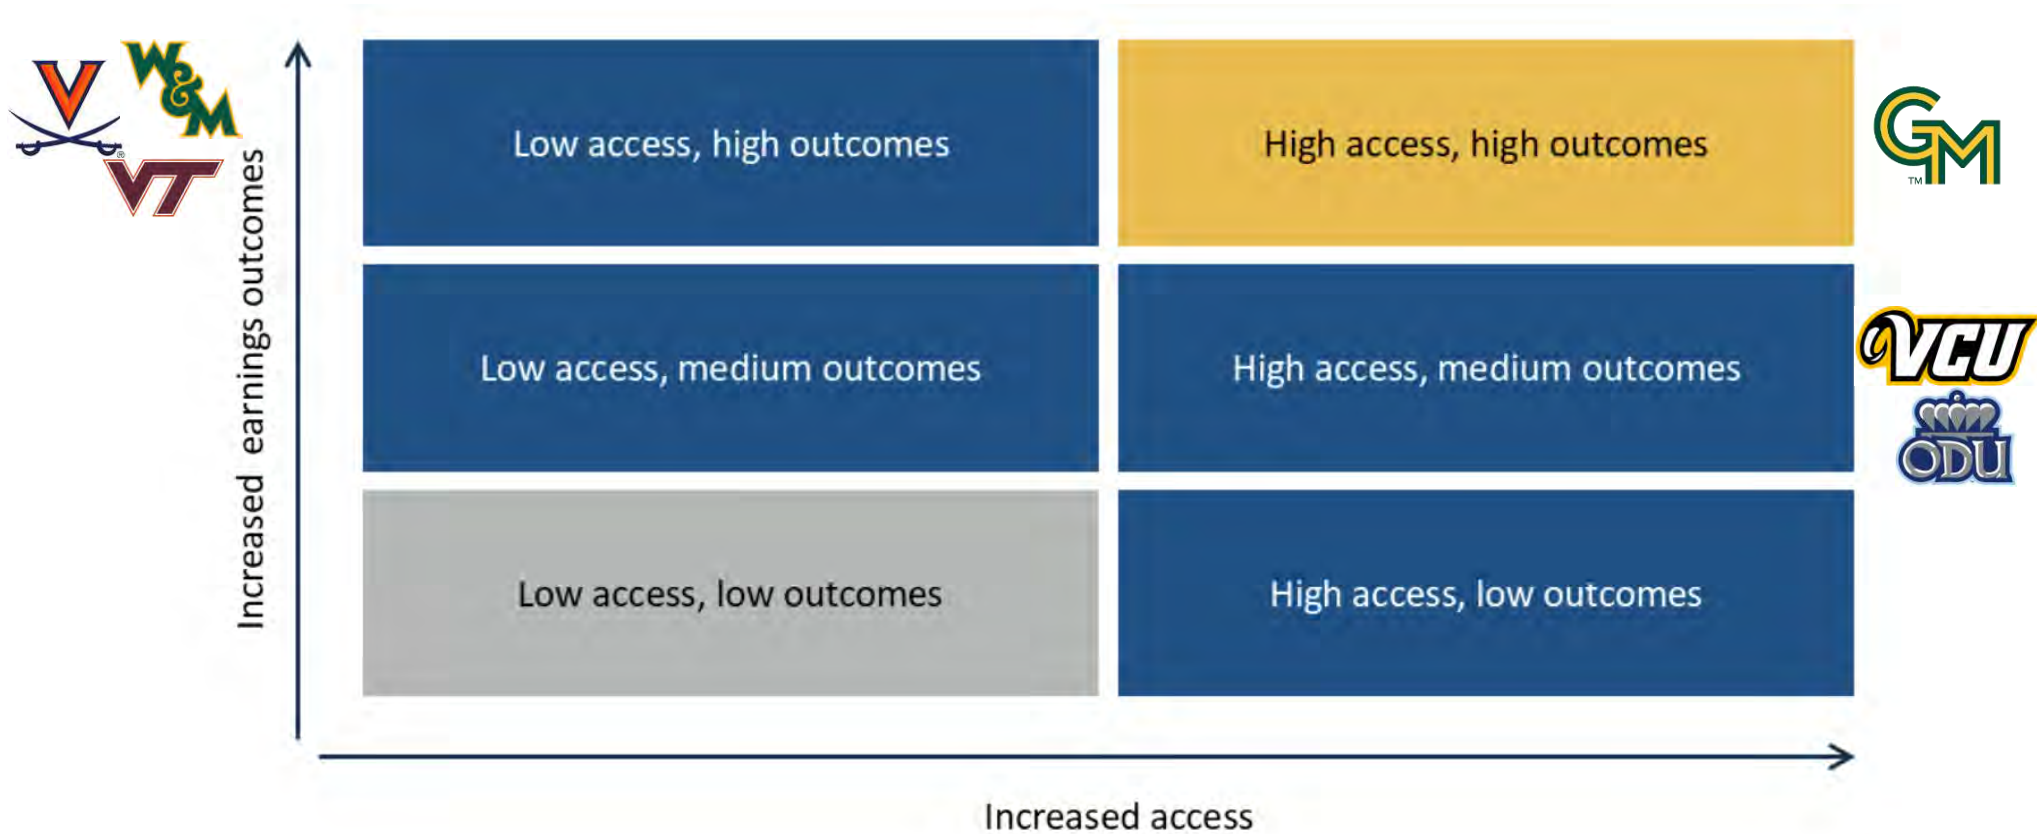 V
W&M
®
VT
Increased earnings outcomes
Low access, high outcomes
High access, high outcomes
GM
TM
Low access, medium outcomes
High access, medium outcomes
VCU
ODU
Low access, low outcomes
High access, low outcomes
Increased access